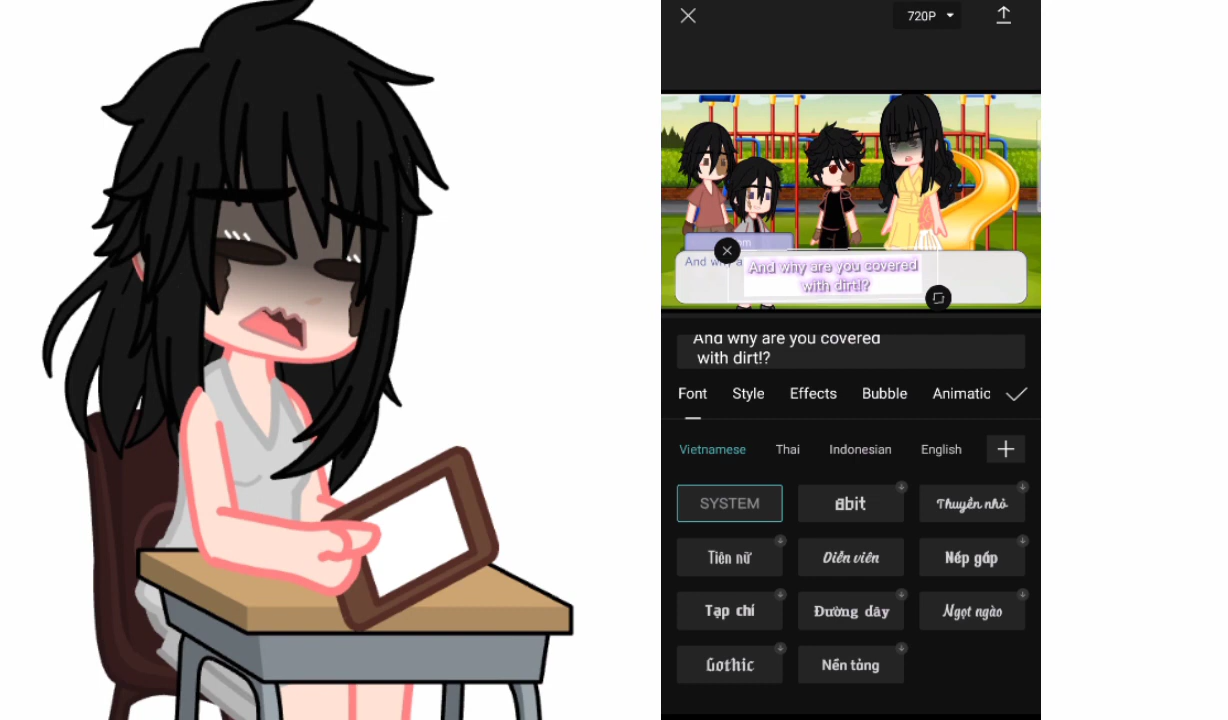 720P
And why are you covered
with dirt!?
And why are you covered
with dirt!?
Font Style Effects Bubble Animatic
Vietnamese Thai Indonesian English
SYSTEM 8bit Thuyền nhỏ
Tiên nữ Diễn viên Nếp gấp
Tạp chí Đường dây Ngọt ngào
Gothic Nền tảng